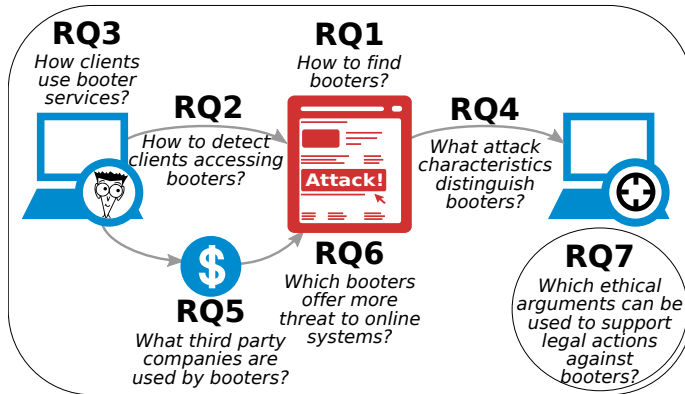 RQ3
How clients
use booter
services?
RQ2
How to detect
clients accessing
booters?
RQ1
How to find
booters?
Attack!
RQ4
What attack
characteristics
distinguish
booters?
$
RQ5
What third party
companies are
used by booters?
RQ6
Which booters
offer more
threat to online
systems?
RQ7
Which ethical
arguments can be
used to support
legal actions
against
booters?